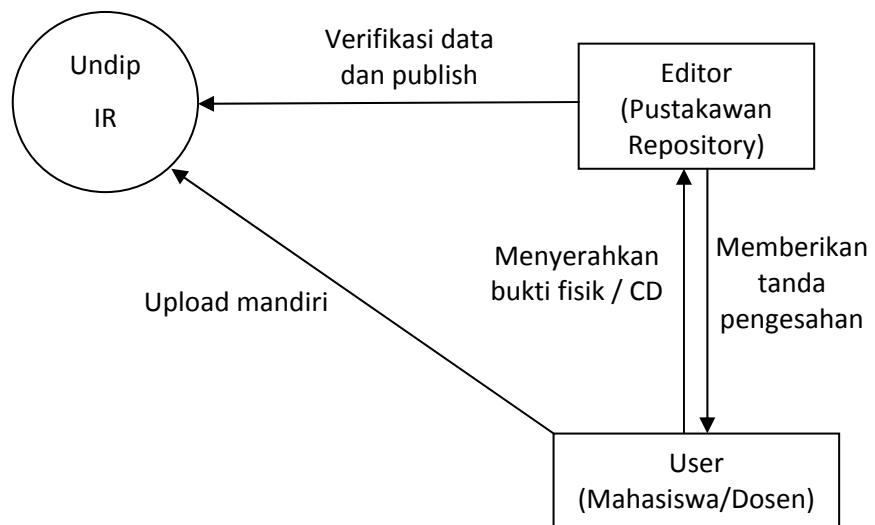 Undip
IR
Verifikasi data
dan publish
Editor
(Pustakawan
Repository)
Upload mandiri
Menyerahkan
bukti fisik / CD
Memberikan
tanda
pengesahan
User
(Mahasiswa/Dosen)